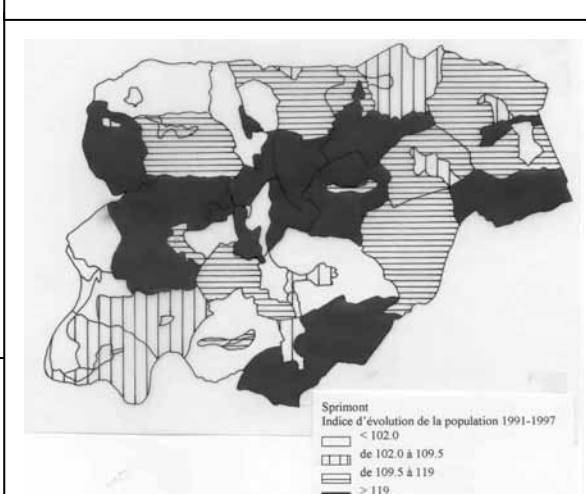 Sprimont
Indice d'évolution de la population 1991-1997
< 102.0
de 102.0 à 109.5
de 109.5 à 119
> 119